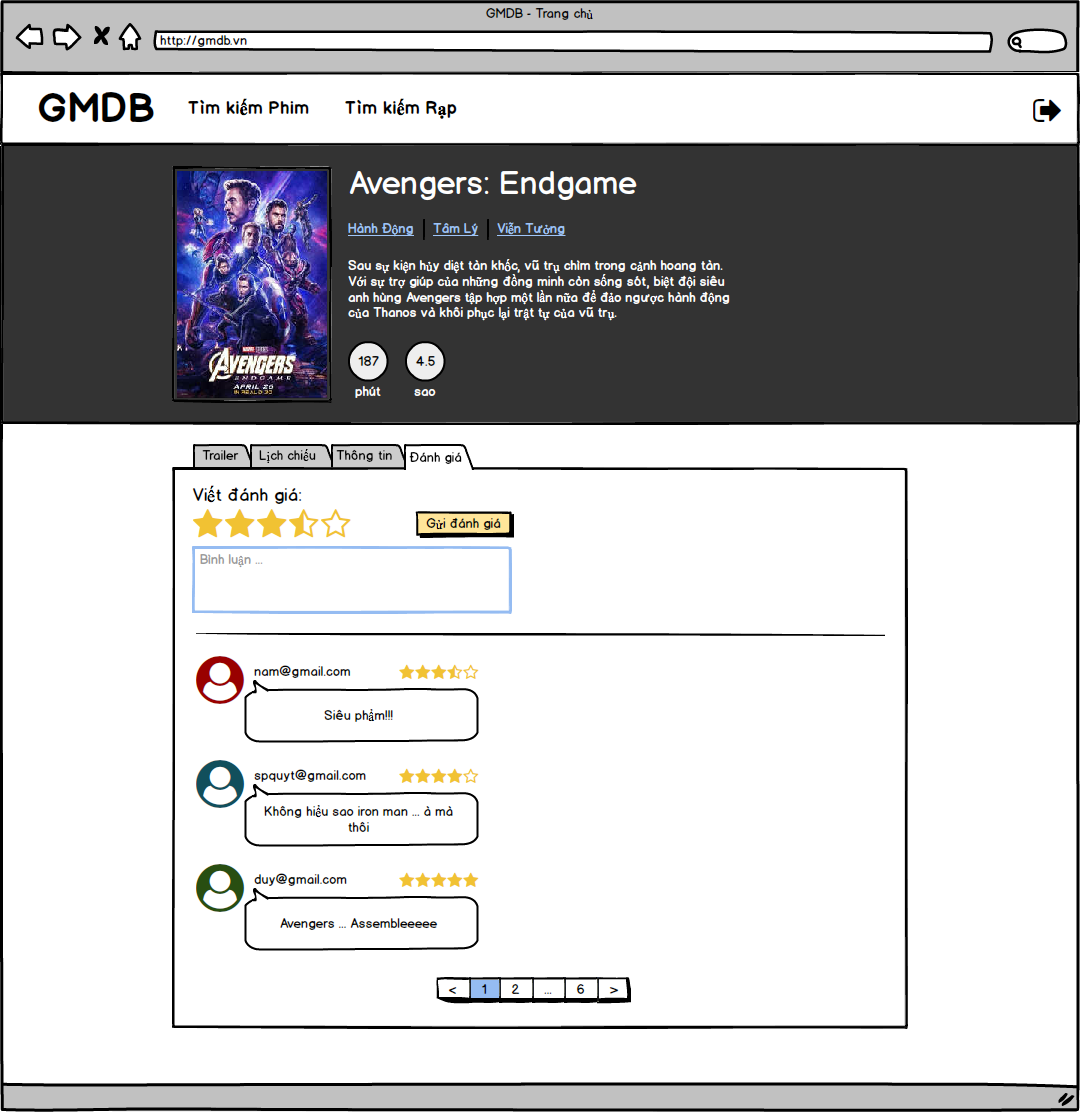 GMDB - Trang chủ
http://gmdb.vn
GMDB Tìm kiếm Phim Tìm kiếm Rạp
Avengers: Endgame
Hành Động Tâm Lý Viễn Tưởng
Sau sự kiện hủy diệt tàn khốc, vũ trụ chìm trong cảnh hoang tàn.
Với sự trợ giúp của những đồng minh còn sống sót, biệt đội siêu
anh hùng Avengers tập hợp một lần nữa để đảo ngược hành động
của Thanos và khôi phục lại trật tự của vũ trụ.
187 4.5
phút sao
MARVEL STUDIOS
AVENGERS
ENDGAME
APRIL 26
IN REAL D 3D
Trailer Lịch chiếu Thông tin Đánh giá
Viết đánh giá:
Gửi đánh giá
Bình luận ...
nam@gmail.com
Siêu phẩm!!!
spquyt@gmail.com
Không hiểu sao iron man ... à mà
thôi
duy@gmail.com
Avengers ... Assembleeeee
< 1 2 ... 6 >